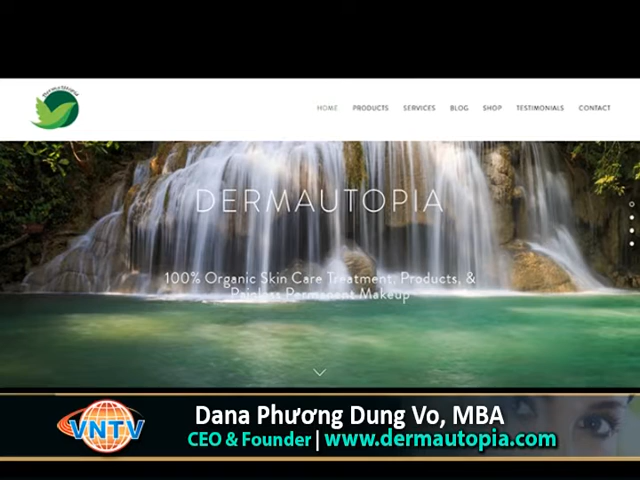 DermaUtopia
HOME PRODUCTS SERVICES BLOG SHOP TESTIMONIALS CONTACT
DERMAUTOPIA
100% Organic Skin Care Treatment, Products, &
Painless Permanent Makeup
VNTV
Dana Phương Dung Vo, MBA
CEO & Founder | www.dermautopia.com